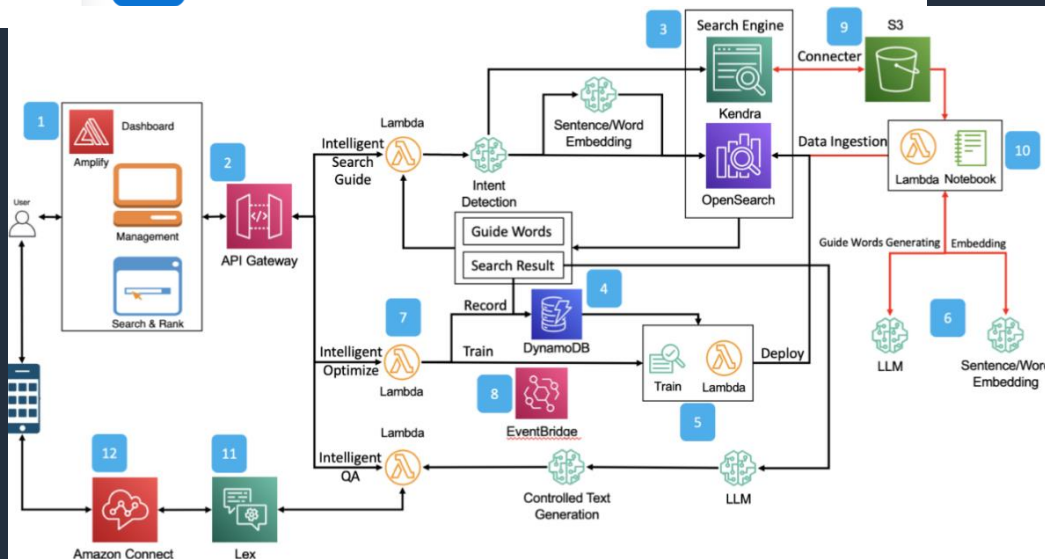 1
Dashboard
Amplify
Management
Search & Rank
User
2
API Gateway
Intelligent
Search
Guide
Lambda
Intent
Detection
Sentence/Word
Embedding
3
Search Engine
Kendra
OpenSearch
Connecter
9
S3
Data Ingestion
Lambda
Notebook
10
Guide Words Generating
Embedding
LLM
6
Sentence/Word
Embedding
Guide Words
Search Result
Record
4
DynamoDB
7
Intelligent
Optimize
Lambda
Train
8
EventBridge
Train
Lambda
Deploy
5
Lambda
Intelligent
QA
Controlled Text
Generation
LLM
12
Amazon Connect
11
Lex